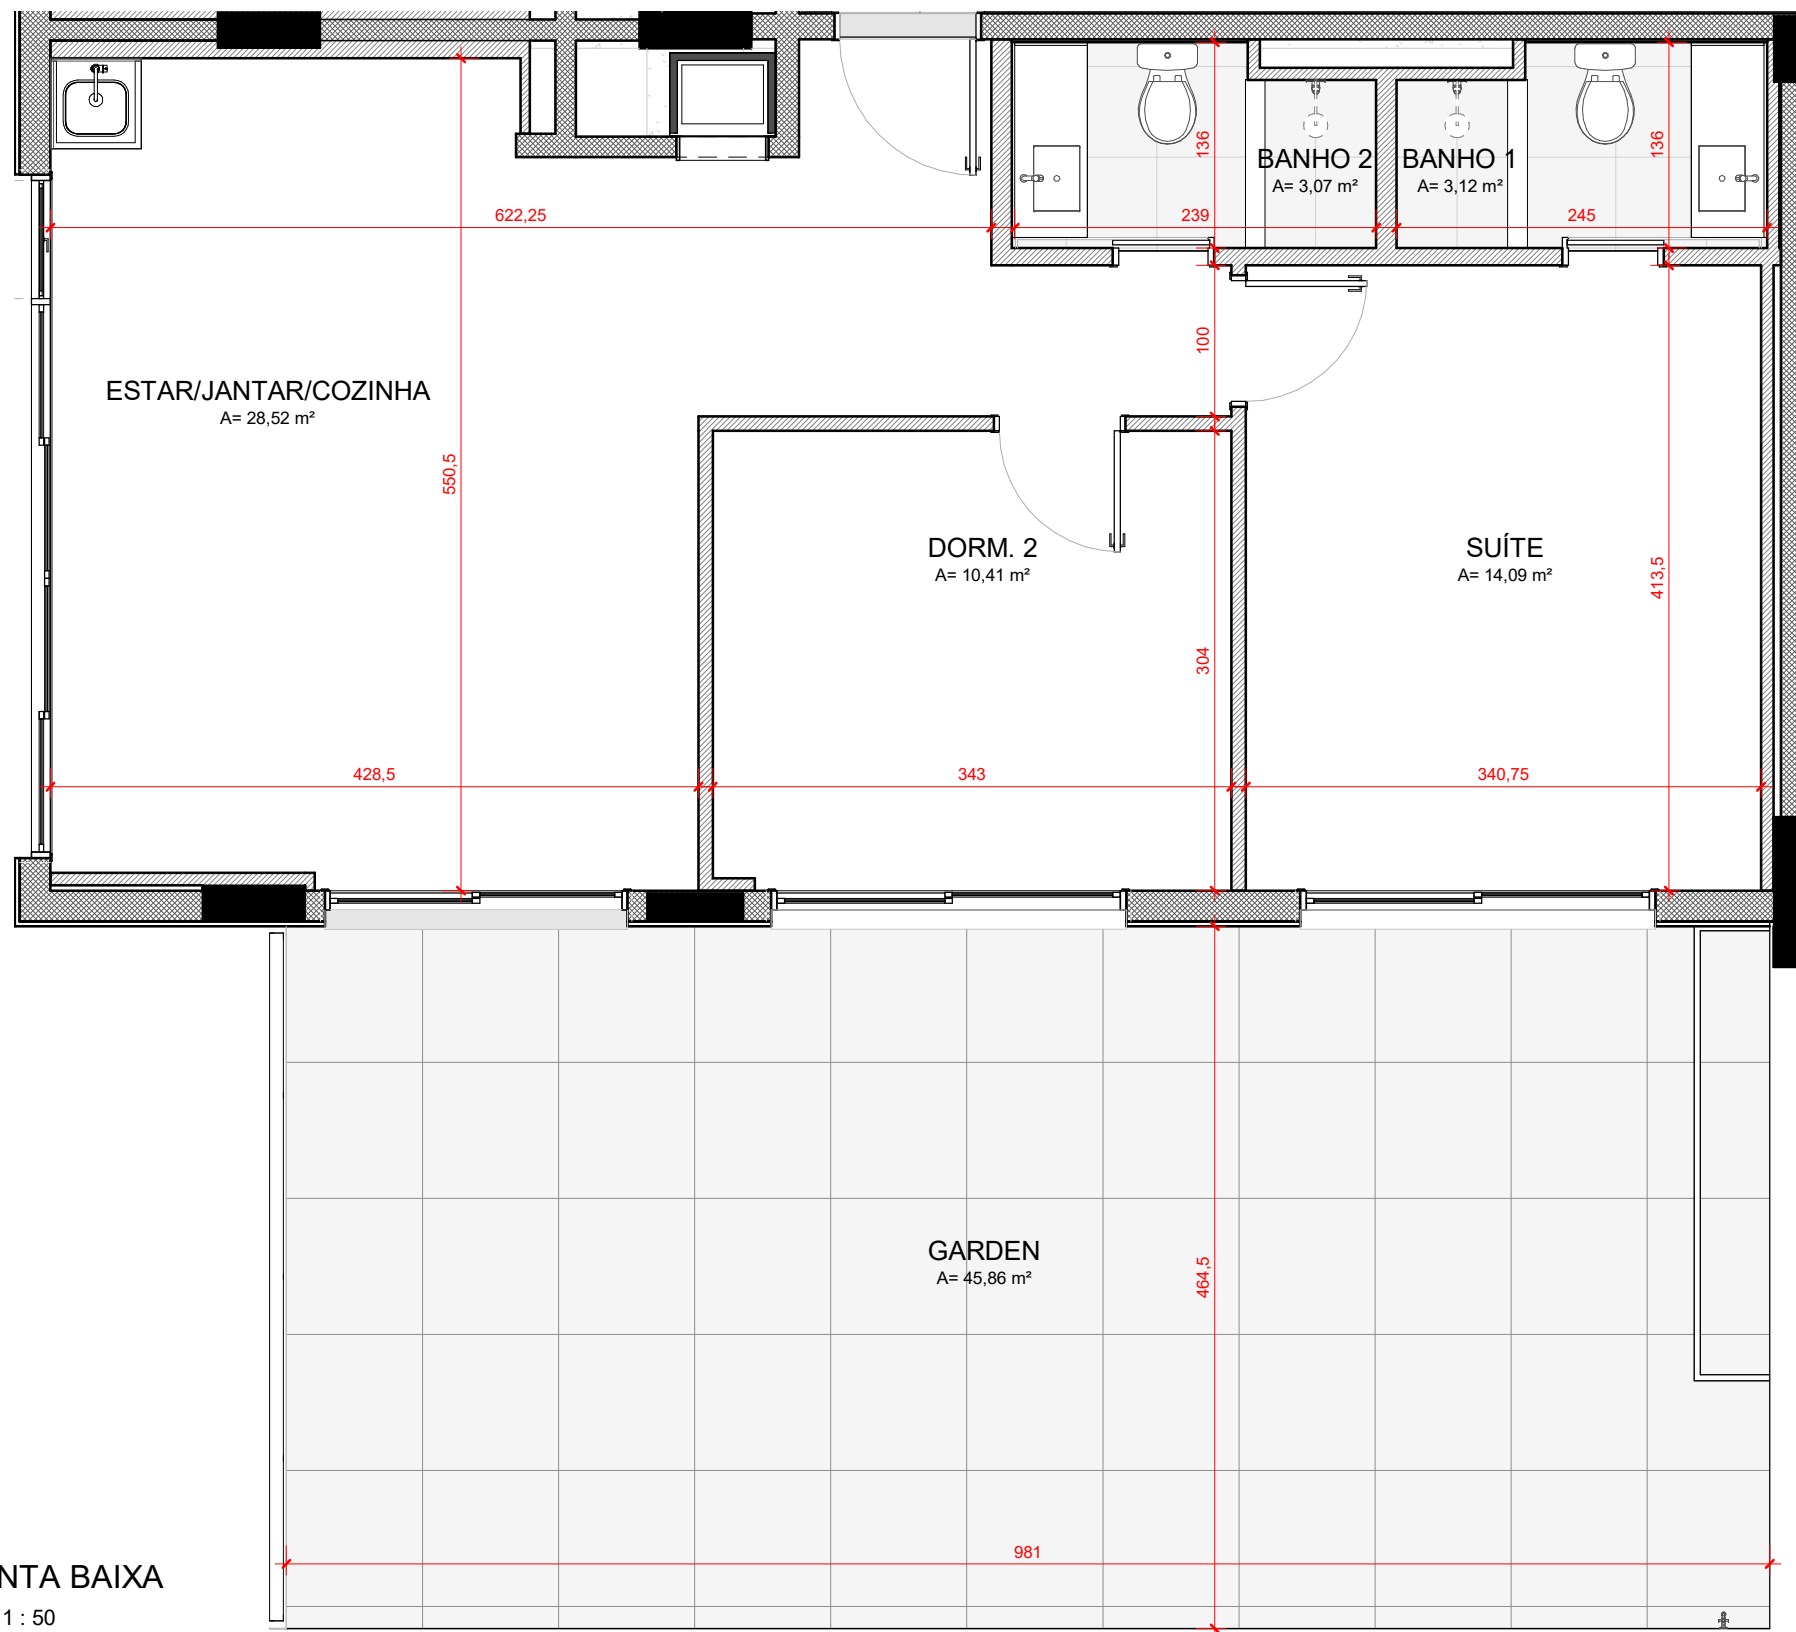 136
136
BANHO 2
A= 3,07 m²
BANHO 1
A= 3,12 m²
622,25
239
245
100
ESTAR/JANTAR/COZINHA
A= 28,52 m²
550,5
DORM. 2
A= 10,41 m²
SUÍTE
A= 14,09 m²
413,5
304
428,5
343
340,75
GARDEN
A= 45,86 m²
464,5
981
NTA BAIXA
1 : 50